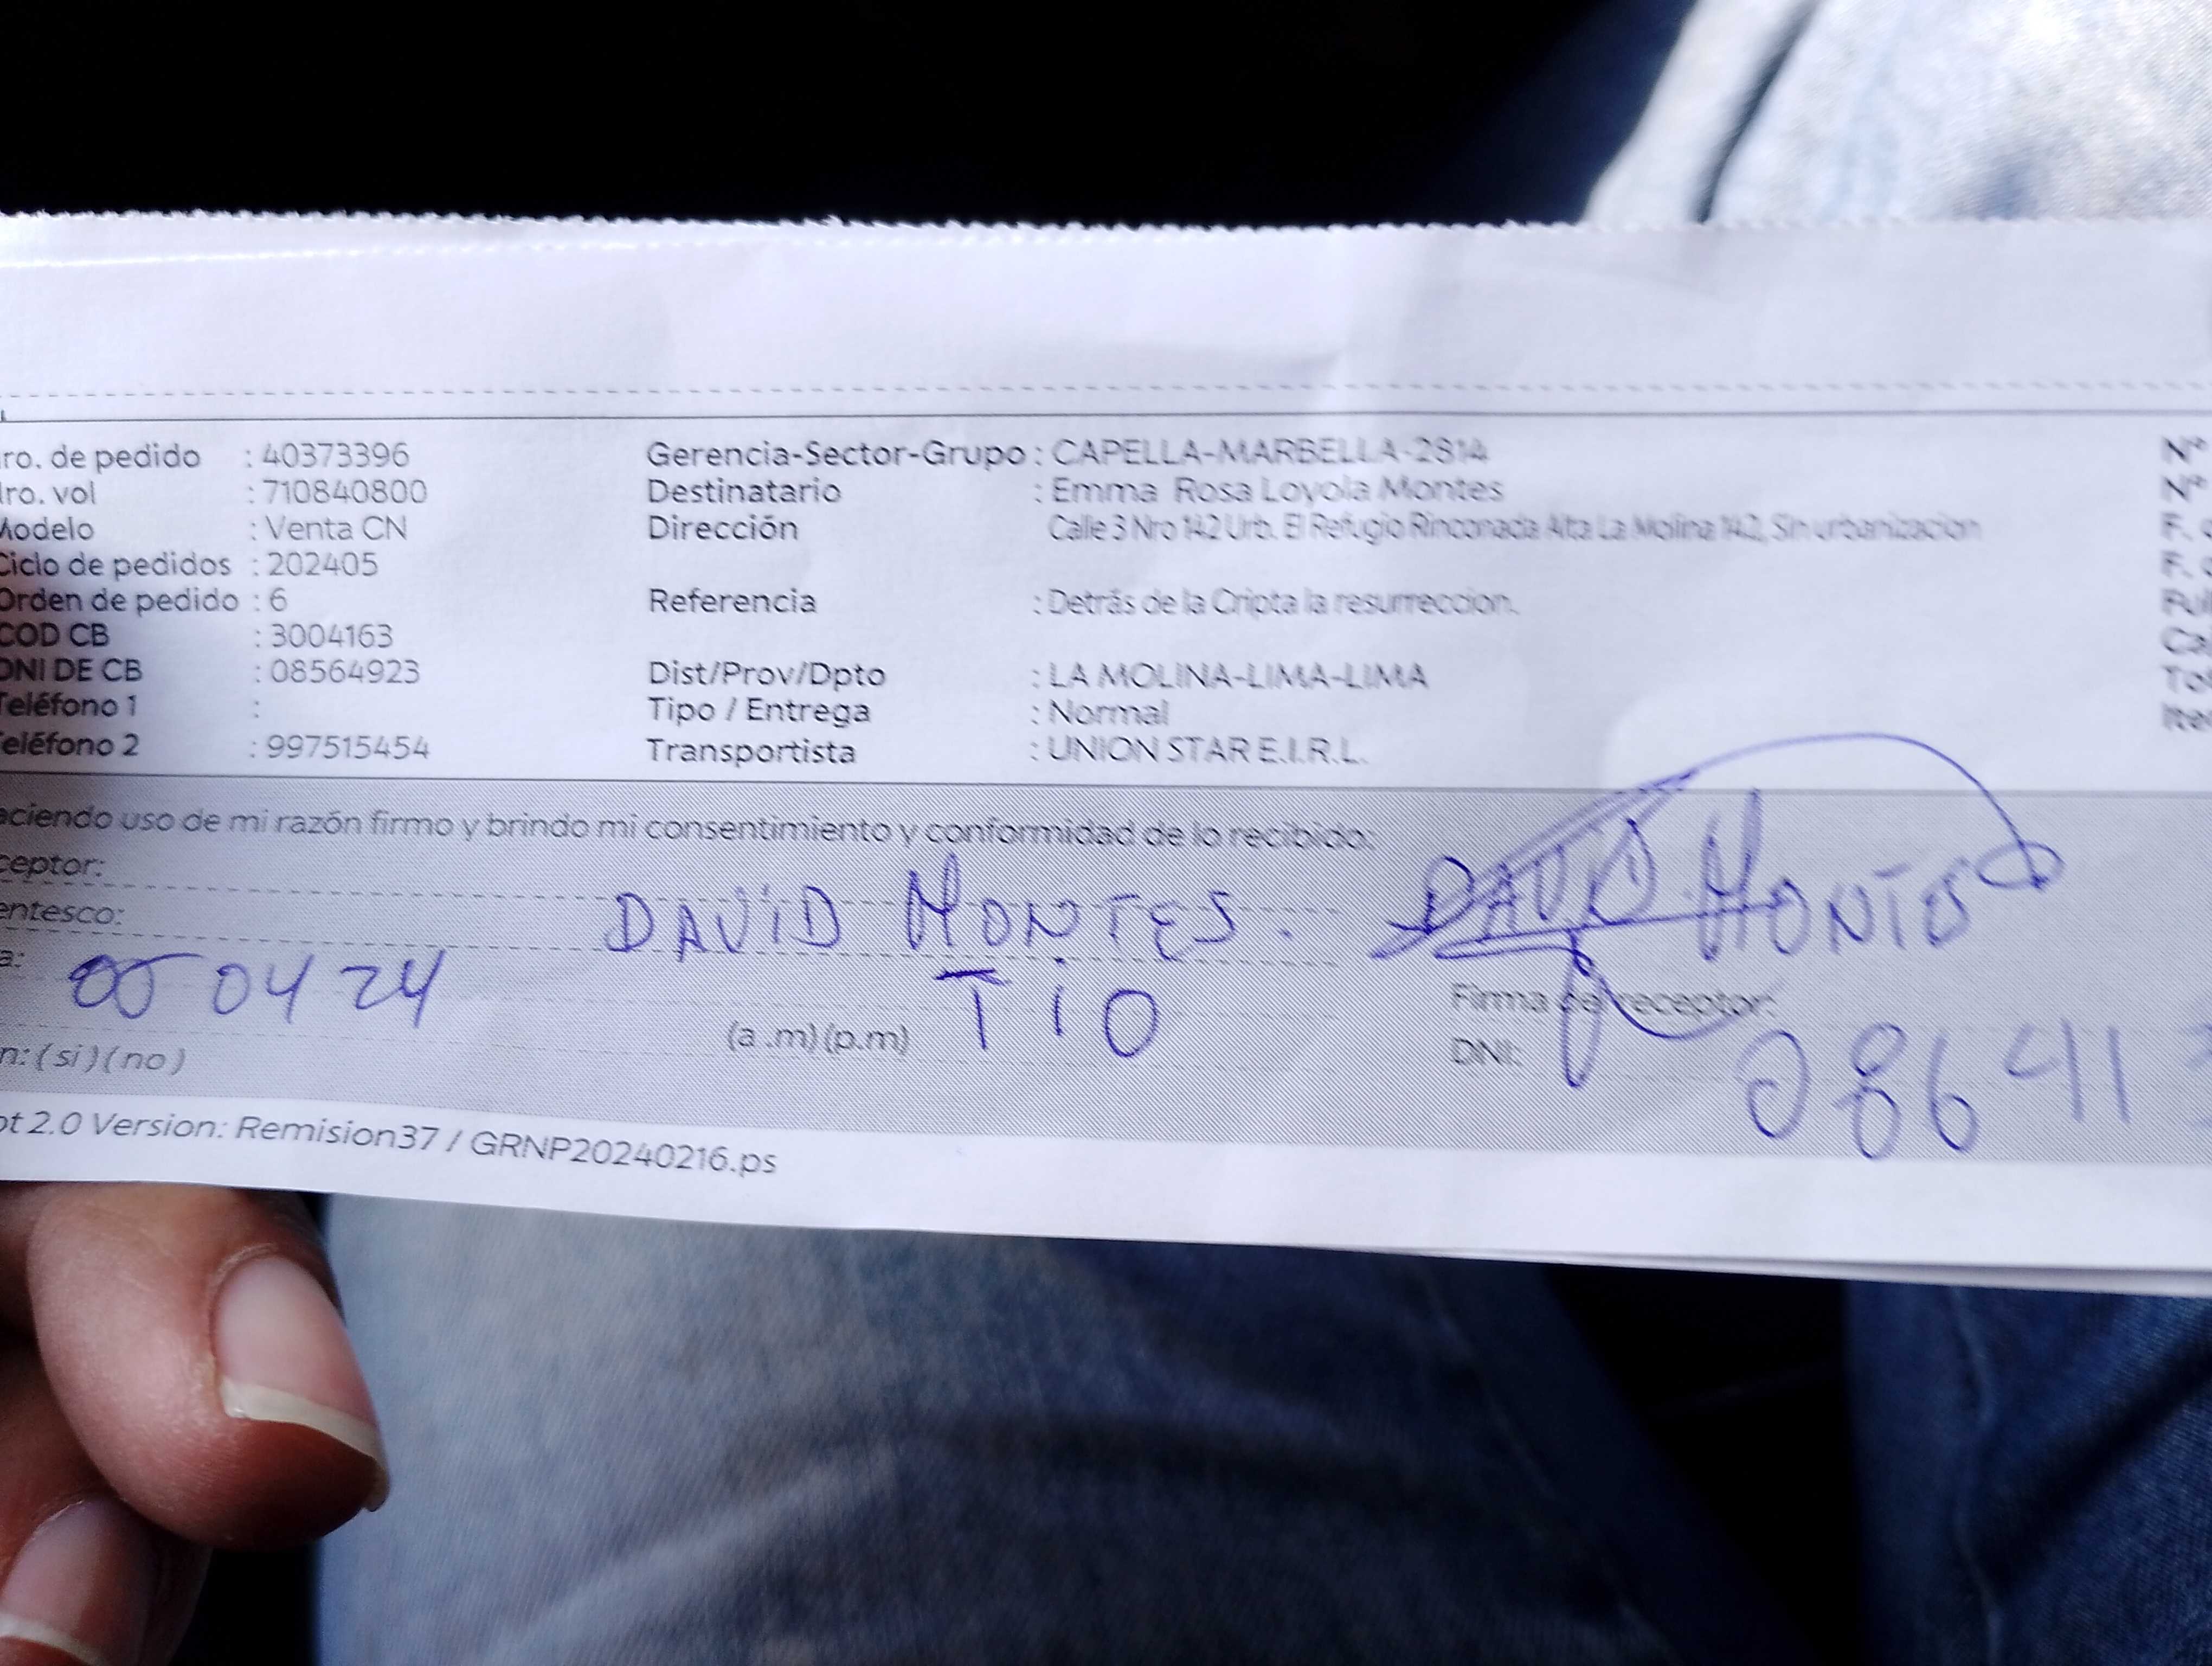 ro. de pedido : 40373396 Gerencia-Sector-Grupo : CAPELLA-MARBELLA-2814 N°
ro. vol : 710840800 Destinatario : Emma Rosa Loyola Montes N°
Modelo : Venta CN Dirección Calle 3 Nro 142 Urb. El Refugio Rinconada Alta La Molina 142, Sin urbanizacion F.
Ciclo de pedidos : 202405 F.
Orden de pedido : 6 Referencia : Detrás de la Cripta la resurreccion.
COD CB : 3004163
DNI DE CB : 08564923 Dist/Prov/Dpto : LA MOLINA-LIMA-LIMA
Teléfono 1 : Tipo / Entrega : Normal
eléfono 2 : 997515454 Transportista : UNION STAR E.I.R.L.
aciendo uso de mi razón firmo y brindo mi consentimiento y conformidad de lo recibido:
ceptor: DAVID MONTES. DAVID MONTES
entesco: TIO
a: 05 04 24 (a .m) (p.m) Firma del receptor:
n: ( si ) ( no ) DNI: 086411
ot 2.0 Version: Remision37 / GRNP20240216.ps